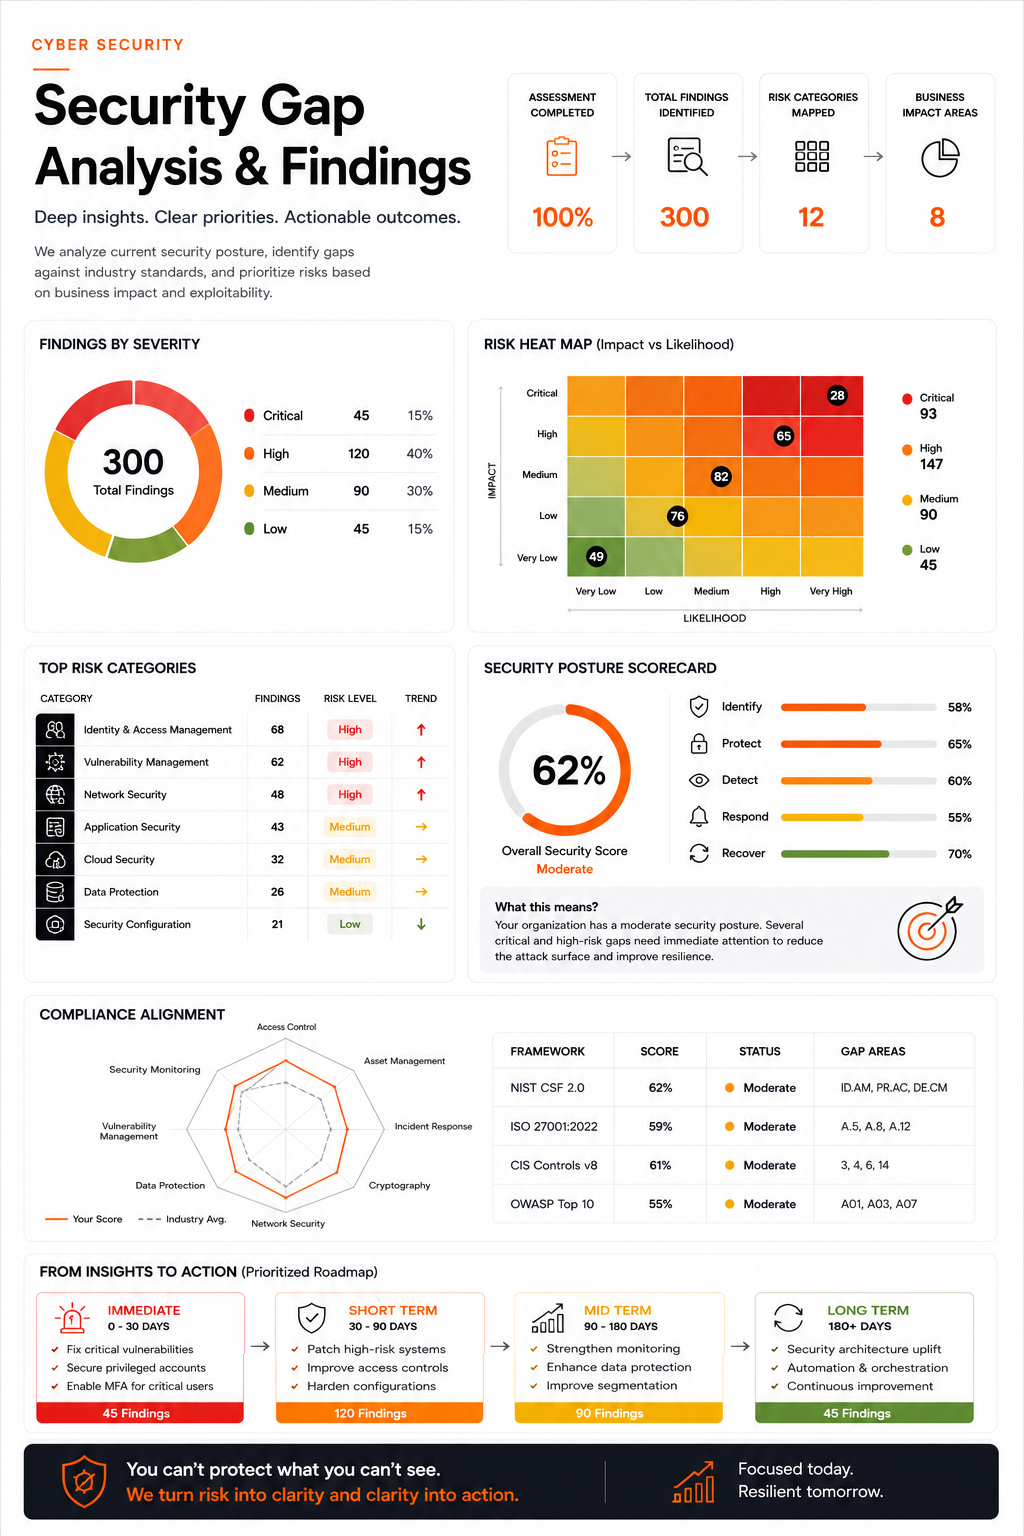 CYBER SECURITY
Security Gap
Analysis & Findings
Deep insights. Clear priorities. Actionable outcomes.
We analyze current security posture, identify gaps
against industry standards, and prioritize risks based
on business impact and exploitability.
ASSESSMENT
COMPLETED
100%
TOTAL FINDINGS
IDENTIFIED
300
RISK CATEGORIES
MAPPED
12
BUSINESS
IMPACT AREAS
8
FINDINGS BY SEVERITY
300
Total Findings
Critical 45 15%
High 120 40%
Medium 90 30%
Low 45 15%
RISK HEAT MAP (Impact vs Likelihood)
IMPACT
Critical 28
High 65
Medium 82
Low 76
Very Low 49
Very Low Low Medium High Very High
LIKELIHOOD
Critical
93
High
147
Medium
90
Low
45
TOP RISK CATEGORIES
CATEGORY FINDINGS RISK LEVEL TREND
Identity & Access Management 68 High ↑
Vulnerability Management 62 High ↑
Network Security 48 High ↑
Application Security 43 Medium →
Cloud Security 32 Medium →
Data Protection 26 Medium →
Security Configuration 21 Low ↓
SECURITY POSTURE SCORECARD
62%
Overall Security Score
Moderate
Identify 58%
Protect 65%
Detect 60%
Respond 55%
Recover 70%
What this means?
Your organization has a moderate security posture. Several
critical and high-risk gaps need immediate attention to reduce
the attack surface and improve resilience.
COMPLIANCE ALIGNMENT
Access Control
Asset Management
Incident Response
Cryptography
Network Security
Data Protection
Vulnerability
Management
Security Monitoring
Your Score Industry Avg.
FRAMEWORK SCORE STATUS GAP AREAS
NIST CSF 2.0 62% Moderate ID.AM, PR.AC, DE.CM
ISO 27001:2022 59% Moderate A.5, A.8, A.12
CIS Controls v8 61% Moderate 3, 4, 6, 14
OWASP Top 10 55% Moderate A01, A03, A07
FROM INSIGHTS TO ACTION (Prioritized Roadmap)
IMMEDIATE
0 - 30 DAYS
✓ Fix critical vulnerabilities
✓ Secure privileged accounts
✓ Enable MFA for critical users
45 Findings
SHORT TERM
30 - 90 DAYS
✓ Patch high-risk systems
✓ Improve access controls
✓ Harden configurations
120 Findings
MID TERM
90 - 180 DAYS
✓ Strengthen monitoring
✓ Enhance data protection
✓ Improve segmentation
90 Findings
LONG TERM
180+ DAYS
✓ Security architecture uplift
✓ Automation & orchestration
✓ Continuous improvement
45 Findings
You can't protect what you can't see.
We turn risk into clarity and clarity into action.
Focused today.
Resilient tomorrow.